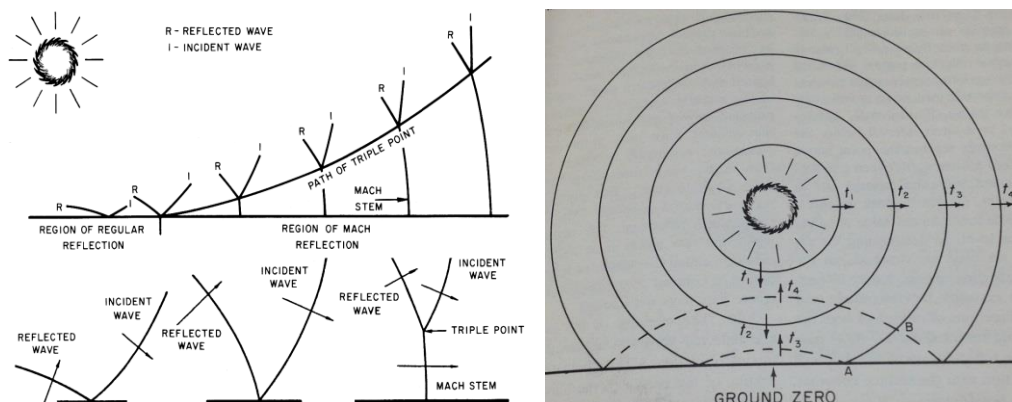 R - REFLECTED WAVE
I - INCIDENT WAVE
I
R
I
R
I
R
I
R
I
R
I
R
PATH OF TRIPLE POINT
MACH
STEM
REGION OF REGULAR
REFLECTION
REGION OF MACH
REFLECTION
INCIDENT
WAVE
REFLECTED
WAVE
INCIDENT
WAVE
REFLECTED
WAVE
INCIDENT
WAVE
REFLECTED
WAVE
TRIPLE POINT
MACH STEM
t1
t2
t3
t4
t1
t4
t2
t3
B
A
GROUND ZERO